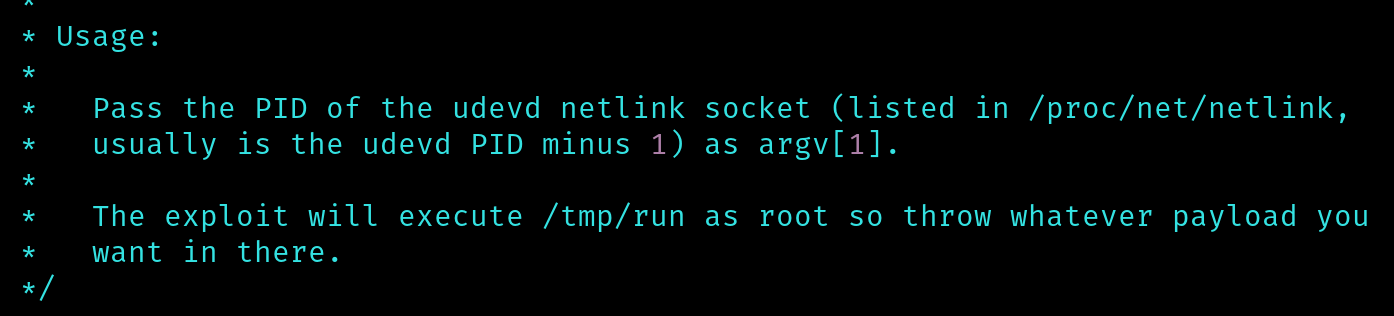 *
* Usage:
*
*   Pass the PID of the udevd netlink socket (listed in /proc/net/netlink,
*   usually is the udevd PID minus 1) as argv[1].
*
*   The exploit will execute /tmp/run as root so throw whatever payload you
*   want in there.
*/